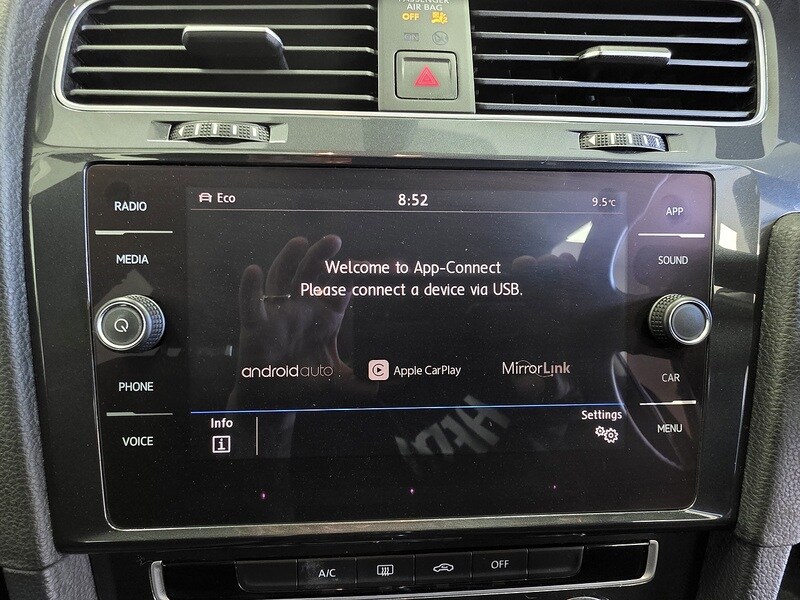 PASSENGER
AIR BAG
OFF
RADIO
MEDIA
PHONE
VOICE
Eco
8:52
9.5°C
Welcome to App-Connect
Please connect a device via USB.
androidauto
Apple CarPlay
MirrorLink
Info
Settings
APP
SOUND
CAR
MENU
A/C
OFF